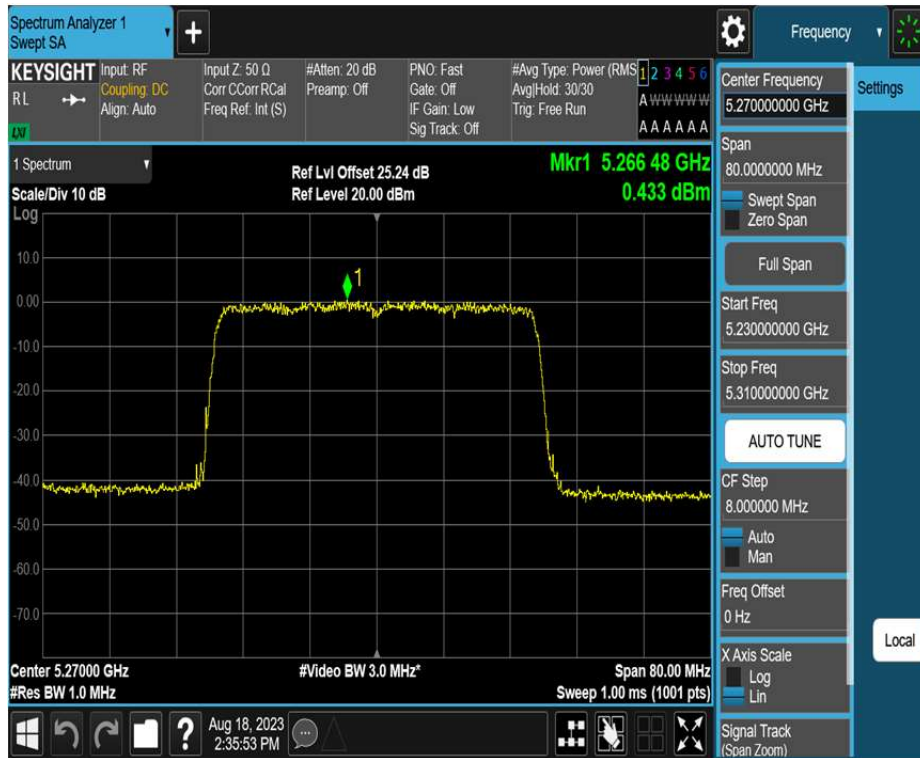 Spectrum Analyzer 1
Swept SA
+
Frequency
KEYSIGHT
R L
LXI
Input: RF
Coupling: DC
Align: Auto
Input Z: 50 Ω
Corr CCorr RCal
Freq Ref: Int (S)
#Atten: 20 dB
Preamp: Off
PNO: Fast
Gate: Off
IF Gain: Low
Sig Track: Off
#Avg Type: Power (RMS
Avg|Hold: 30/30
Trig: Free Run
1 2 3 4 5 6
A W W W W W
A A A A A A
1 Spectrum
Scale/Div 10 dB
Log
Ref Lvl Offset 25.24 dB
Ref Level 20.00 dBm
Mkr1 5.266 48 GHz
0.433 dBm
10.0
0.00
-10.0
-20.0
-30.0
-40.0
-50.0
-60.0
-70.0
1
Center 5.27000 GHz
#Res BW 1.0 MHz
#Video BW 3.0 MHz*
Span 80.00 MHz
Sweep 1.00 ms (1001 pts)
?
Aug 18, 2023
2:35:53 PM
Center Frequency
5.270000000 GHz
Span
80.0000000 MHz
Swept Span
Zero Span
Full Span
Start Freq
5.230000000 GHz
Stop Freq
5.310000000 GHz
AUTO TUNE
CF Step
8.000000 MHz
Auto
Man
Freq Offset
0 Hz
X Axis Scale
Log
Lin
Signal Track
(Span Zoom)
Settings
Local